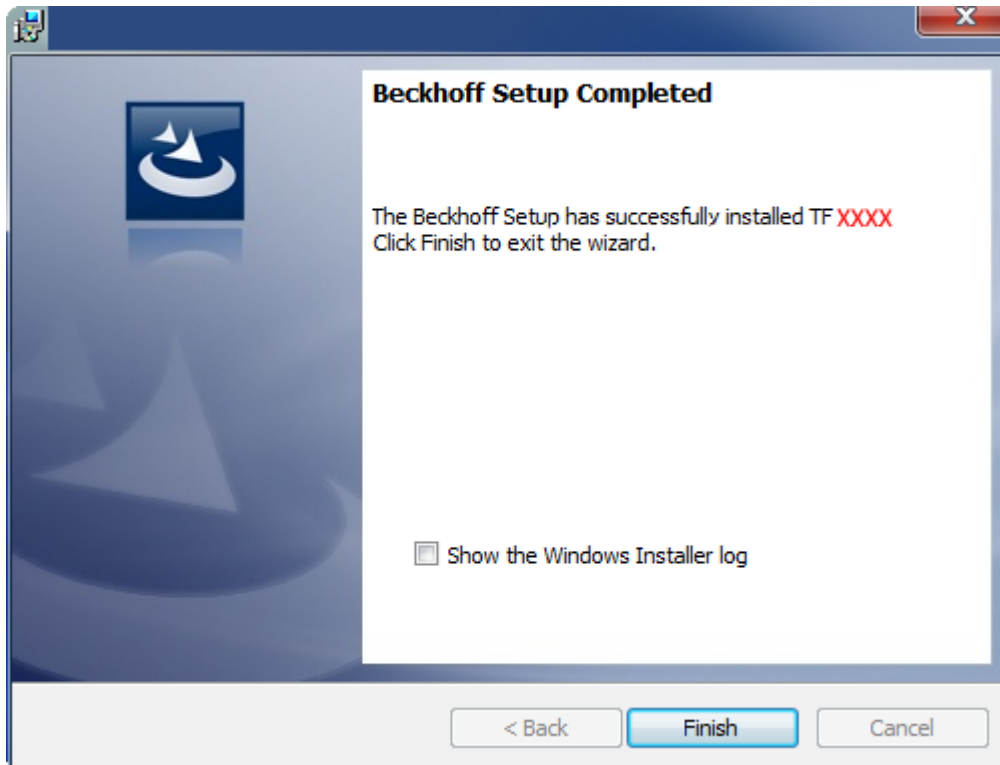 Beckhoff Setup Completed
The Beckhoff Setup has successfully installed TF XXXX
Click Finish to exit the wizard.
Show the Windows Installer log
< Back
Finish
Cancel